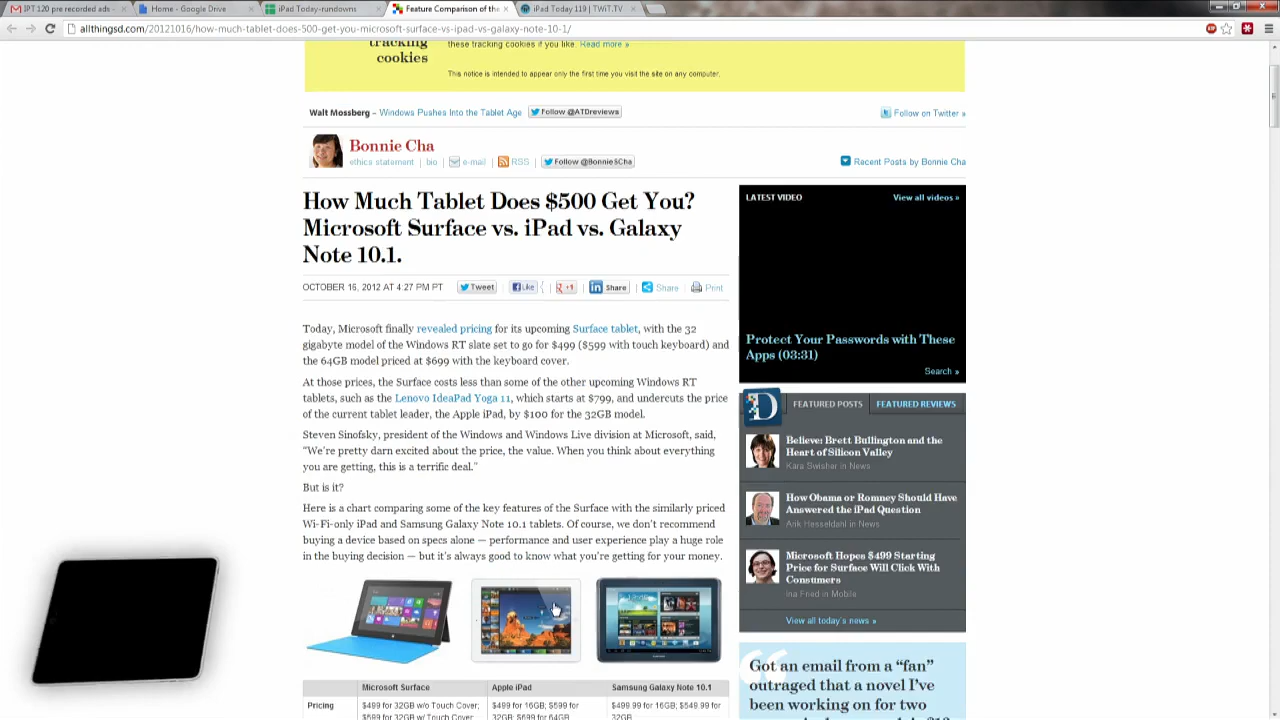 IPT 120 pre recorded ads -
Home - Google Drive
iPad Today-rundowns
Feature Comparison of the
iPad Today 119 | TWiT.TV
allthingsd.com/20121016/how-much-tablet-does-500-get-you-microsoft-surface-vs-ipad-vs-galaxy-note-10-1/
tracking
cookies
these tracking cookies if you like. Read more »
This notice is intended to appear only the first time you visit the site on any computer.
Walt Mossberg – Windows Pushes Into the Tablet Age
Follow @ATDreviews
Follow on Twitter »
Bonnie Cha
ethics statement | bio | e-mail | RSS | Follow @BonnieSCha
Recent Posts by Bonnie Cha
How Much Tablet Does $500 Get You?
Microsoft Surface vs. iPad vs. Galaxy
Note 10.1.
OCTOBER 16, 2012 AT 4:27 PM PT
Tweet
Like
+1
Share
Share
Print
Today, Microsoft finally revealed pricing for its upcoming Surface tablet, with the 32
gigabyte model of the Windows RT slate set to go for $499 ($599 with touch keyboard) and
the 64GB model priced at $699 with the keyboard cover.
At those prices, the Surface costs less than some of the other upcoming Windows RT
tablets, such as the Lenovo IdeaPad Yoga 11, which starts at $799, and undercuts the price
of the current tablet leader, the Apple iPad, by $100 for the 32GB model.
Steven Sinofsky, president of the Windows and Windows Live division at Microsoft, said,
"We're pretty darn excited about the price, the value. When you think about everything
you are getting, this is a terrific deal."
But is it?
Here is a chart comparing some of the key features of the Surface with the similarly priced
Wi-Fi-only iPad and Samsung Galaxy Note 10.1 tablets. Of course, we don't recommend
buying a device based on specs alone — performance and user experience play a huge role
in the buying decision — but it's always good to know what you're getting for your money.
Microsoft Surface
Apple iPad
Samsung Galaxy Note 10.1
Pricing
$499 for 32GB w/o Touch Cover;
$499 for 16GB; $599 for
$499.99 for 16GB; $549.99 for
$599 for 32GB w/ Touch Cover;
32GB; $699 for 64GB
32GB
LATEST VIDEO
View all videos »
Protect Your Passwords with These
Apps (03:31)
Search »
D
FEATURED POSTS
FEATURED REVIEWS
Believe: Brett Bullington and the
Heart of Silicon Valley
Kara Swisher in News
How Obama or Romney Should Have
Answered the iPad Question
Arik Hesseldahl in News
Microsoft Hopes $499 Starting
Price for Surface Will Click With
Consumers
Ina Fried in Mobile
View all today's news »
Got an email from a "fan"
outraged that a novel I've
been working on for two